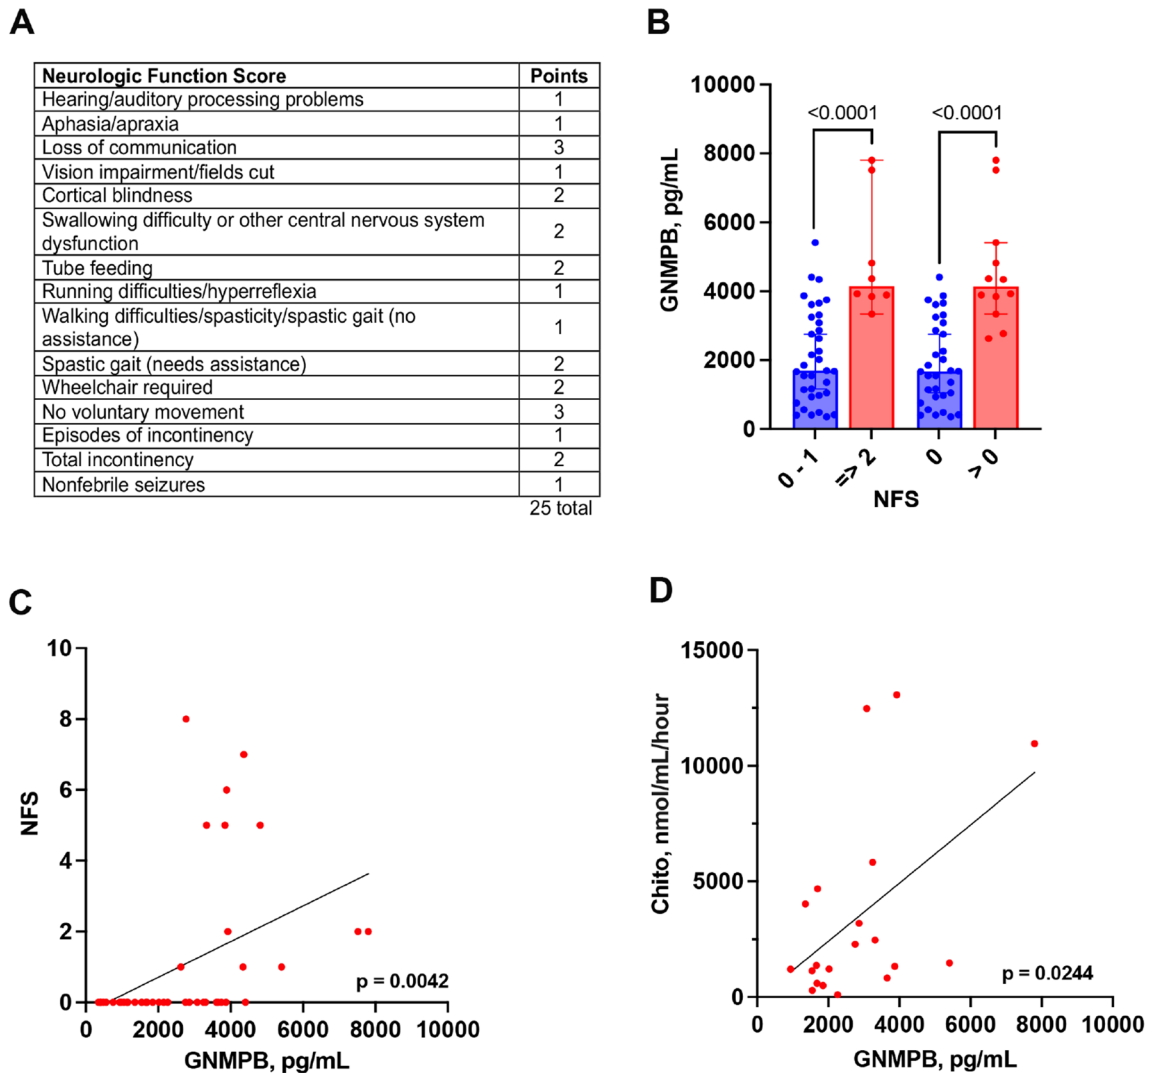 A
Neurologic Function Score Points
Hearing/auditory processing problems 1
Aphasia/apraxia 1
Loss of communication 3
Vision impairment/fields cut 1
Cortical blindness 2
Swallowing difficulty or other central nervous system
dysfunction 2
Tube feeding 2
Running difficulties/hyperreflexia 1
Walking difficulties/spasticity/spastic gait (no
assistance) 1
Spastic gait (needs assistance) 2
Wheelchair required 2
No voluntary movement 3
Episodes of incontinency 1
Total incontinency 2
Nonfebrile seizures 1
25 total
B
GNMPB, pg/mL
10000
8000
6000
4000
2000
0
<0.0001 <0.0001
0 - 1 => 2 0 > 0
NFS
C
NFS
10
8
6
4
2
0
p = 0.0042
0 2000 4000 6000 8000 10000
GNMPB, pg/mL
D
Chito, nmol/mL/hour
15000
10000
5000
0
p = 0.0244
0 2000 4000 6000 8000 10000
GNMPB, pg/mL